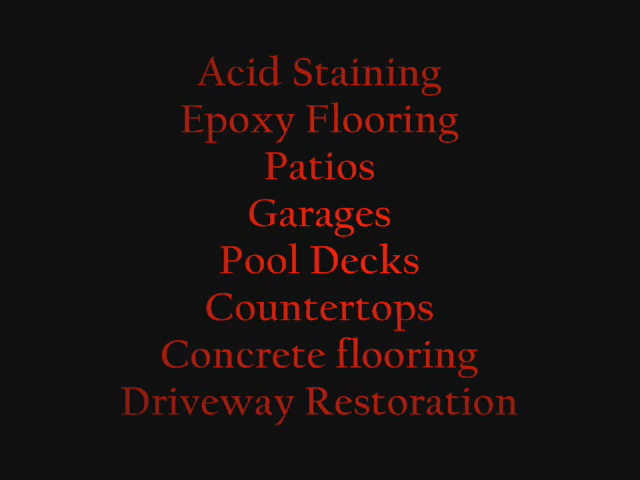 Acid Staining
Epoxy Flooring
Patios
Garages
Pool Decks
Countertops
Concrete flooring
Driveway Restoration